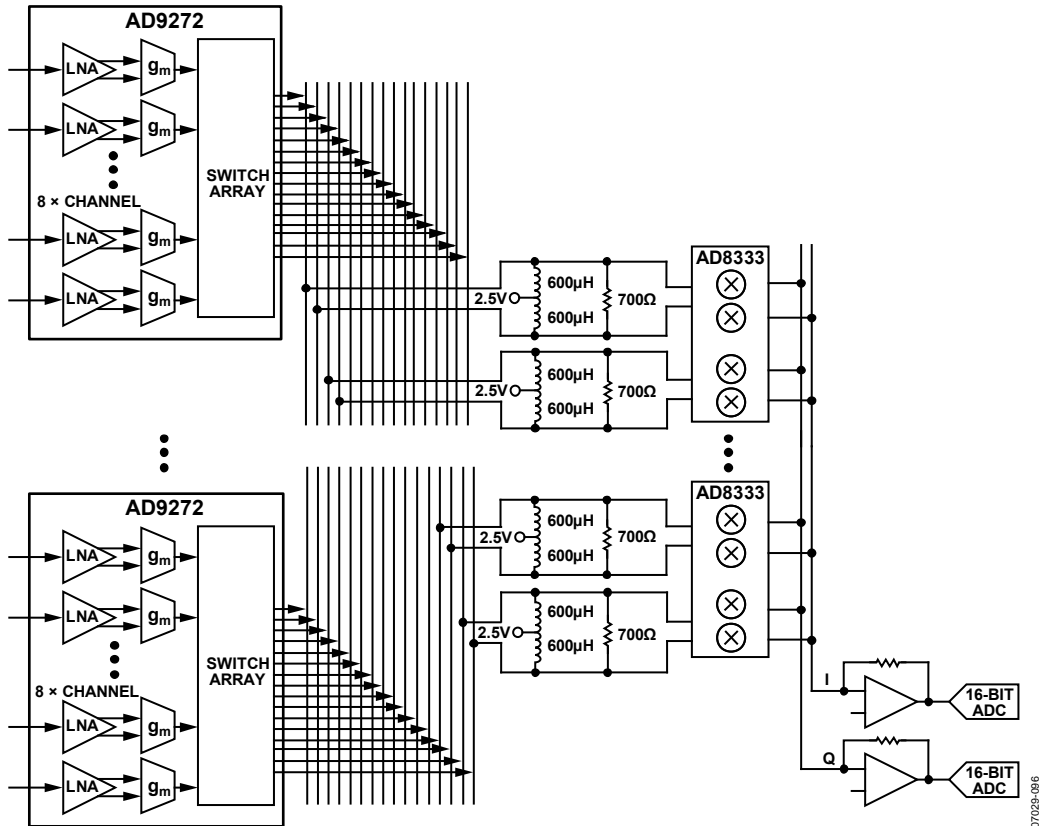 AD9272
LNA
gm
LNA
gm
8 × CHANNEL
LNA
gm
LNA
gm
SWITCH
ARRAY
2.5V
600µH
600µH
700Ω
2.5V
600µH
600µH
700Ω
AD8333
AD9272
LNA
gm
LNA
gm
8 × CHANNEL
LNA
gm
LNA
gm
SWITCH
ARRAY
2.5V
600µH
600µH
700Ω
2.5V
600µH
600µH
700Ω
AD8333
I
16-BIT
ADC
Q
16-BIT
ADC
07029-096